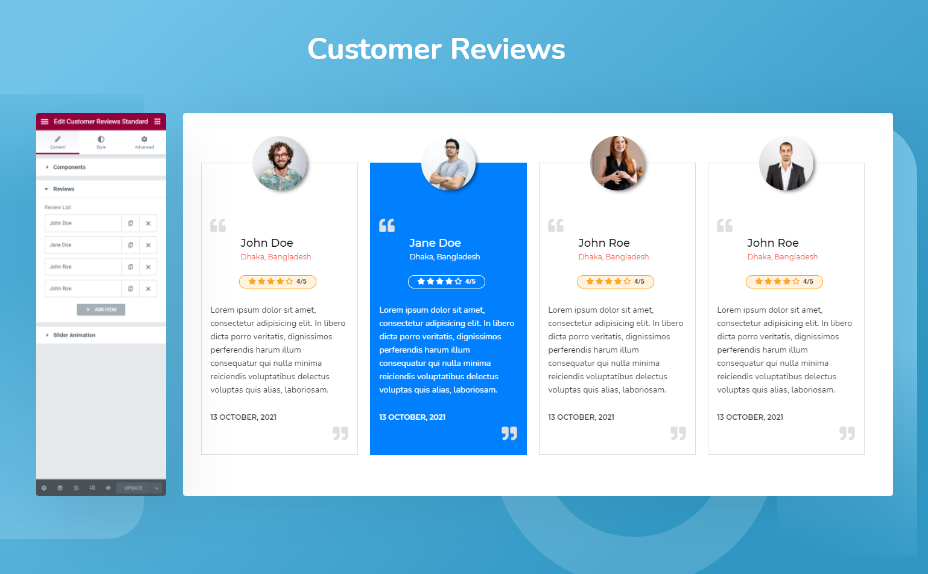 Customer Reviews
Edit Customer Reviews Standard
Content
Style
Advanced
Components
Reviews
Review List
John Doe
Jane Doe
John Roe
John Roe
+ ADD ITEM
Slider Animation
UPDATE
John Doe
Dhaka, Bangladesh
4/5
Lorem ipsum dolor sit amet,
consectetur adipisicing elit. In libero
dicta porro veritatis, dignissimos
perferendis harum illum
consequatur qui nulla minima
reiciendis voluptatibus delectus
voluptas quis alias, laboriosam.
13 OCTOBER, 2021
Jane Doe
Dhaka, Bangladesh
4/5
Lorem ipsum dolor sit amet,
consectetur adipisicing elit. In libero
dicta porro veritatis, dignissimos
perferendis harum illum
consequatur qui nulla minima
reiciendis voluptatibus delectus
voluptas quis alias, laboriosam.
13 OCTOBER, 2021
John Roe
Dhaka, Bangladesh
4/5
Lorem ipsum dolor sit amet,
consectetur adipisicing elit. In libero
dicta porro veritatis, dignissimos
perferendis harum illum
consequatur qui nulla minima
reiciendis voluptatibus delectus
voluptas quis alias, laboriosam.
13 OCTOBER, 2021
John Roe
Dhaka, Bangladesh
4/5
Lorem ipsum dolor sit amet,
consectetur adipisicing elit. In libero
dicta porro veritatis, dignissimos
perferendis harum illum
consequatur qui nulla minima
reiciendis voluptatibus delectus
voluptas quis alias, laboriosam.
13 OCTOBER, 2021